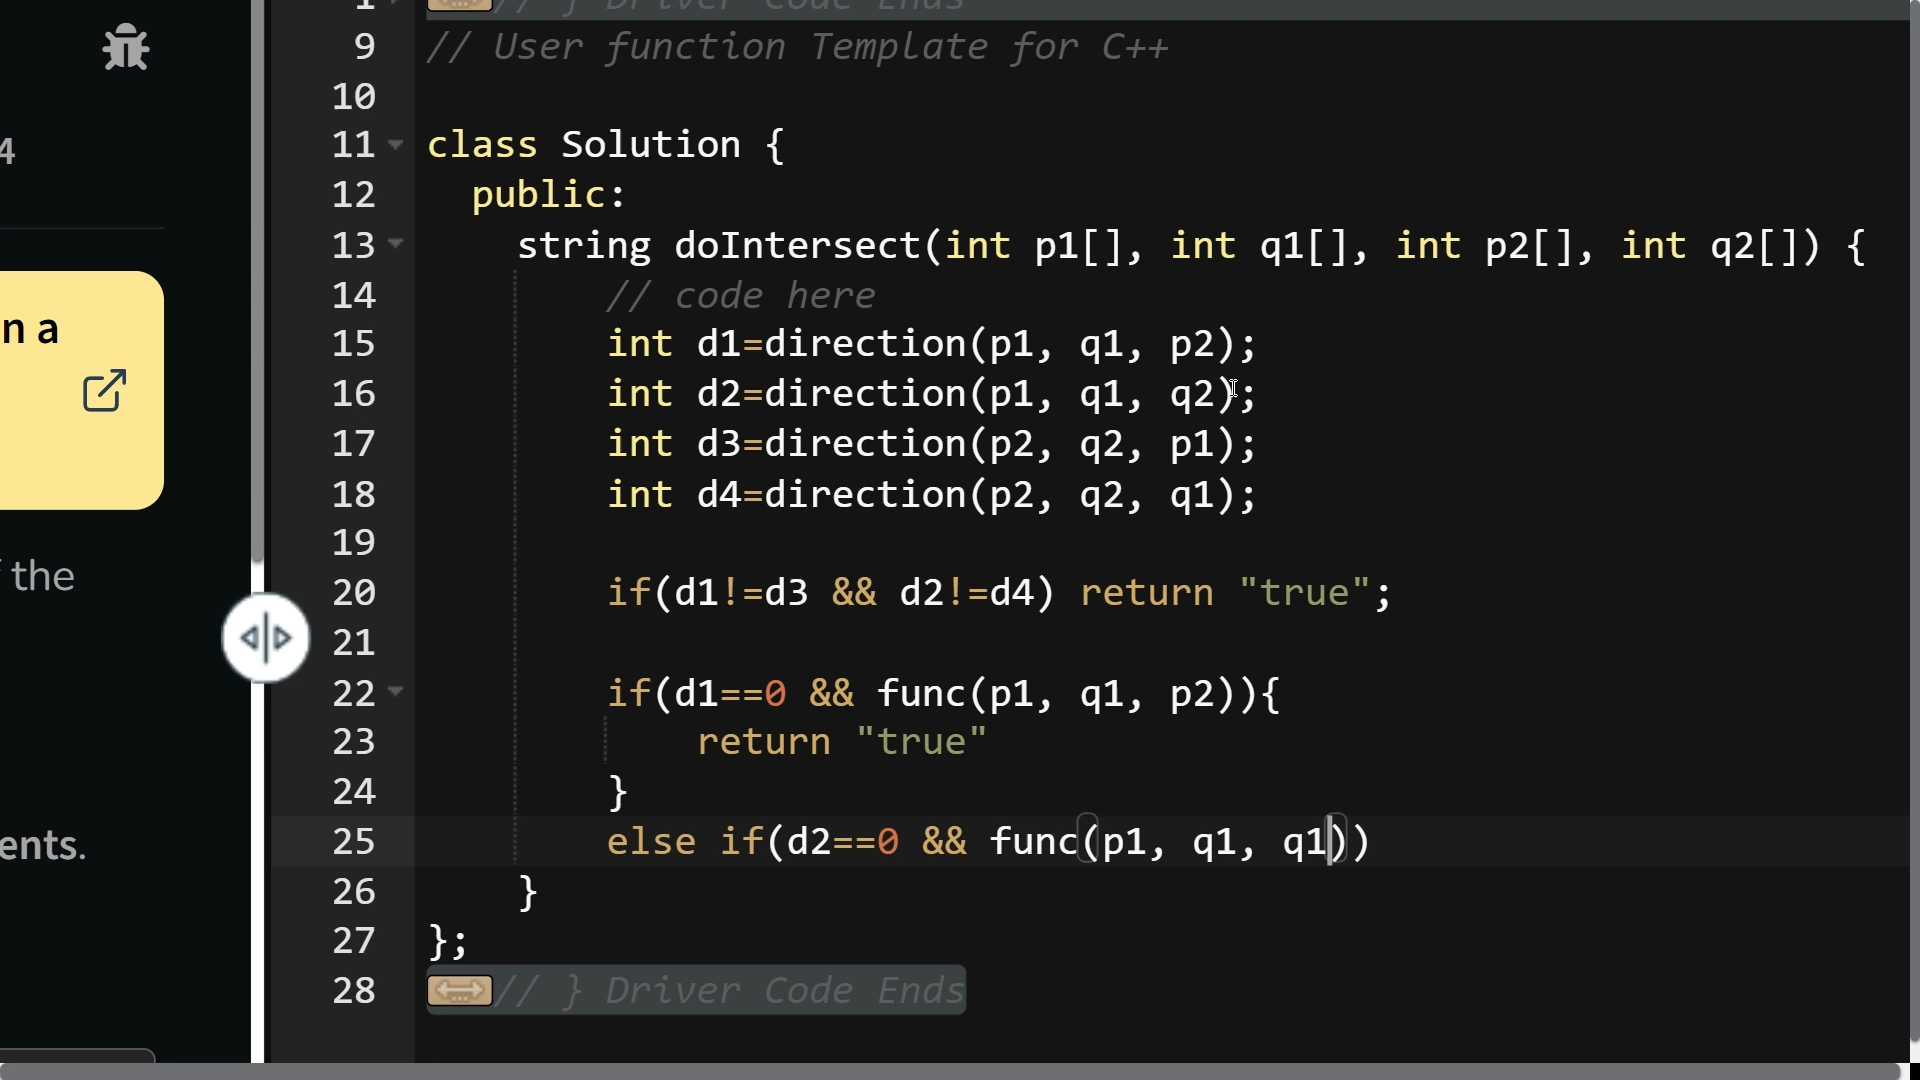 1 // } Driver Code Ends
9 // User function Template for C++
10
11 class Solution {
12 public:
13 string doIntersect(int p1[], int q1[], int p2[], int q2[]) {
14 // code here
15 int d1=direction(p1, q1, p2);
16 int d2=direction(p1, q1, q2);
17 int d3=direction(p2, q2, p1);
18 int d4=direction(p2, q2, q1);
19
20 if(d1!=d3 && d2!=d4) return "true";
21
22 if(d1==0 && func(p1, q1, p2)){
23 return "true"
24 }
25 else if(d2==0 && func(p1, q1, q1))
26 }
27 };
28 // } Driver Code Ends
4
n a
the
ents.